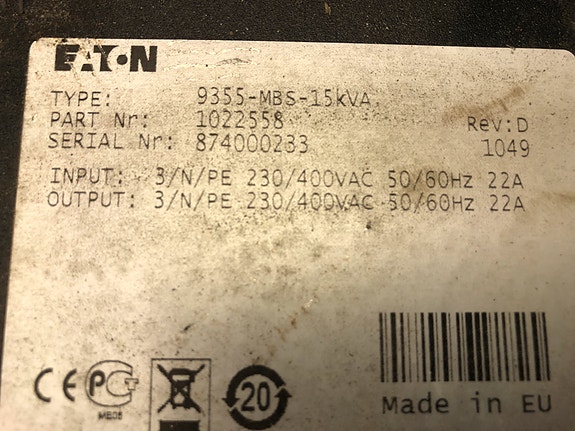 EATON
TYPE: 9355-MBS-15kVA
PART Nr: 1022558 Rev:D
SERIAL Nr: 874000233 1049
INPUT: 3/N/PE 230/400VAC 50/60Hz 22A
OUTPUT: 3/N/PE 230/400VAC 50/60Hz 22A
CE
20
Made in EU